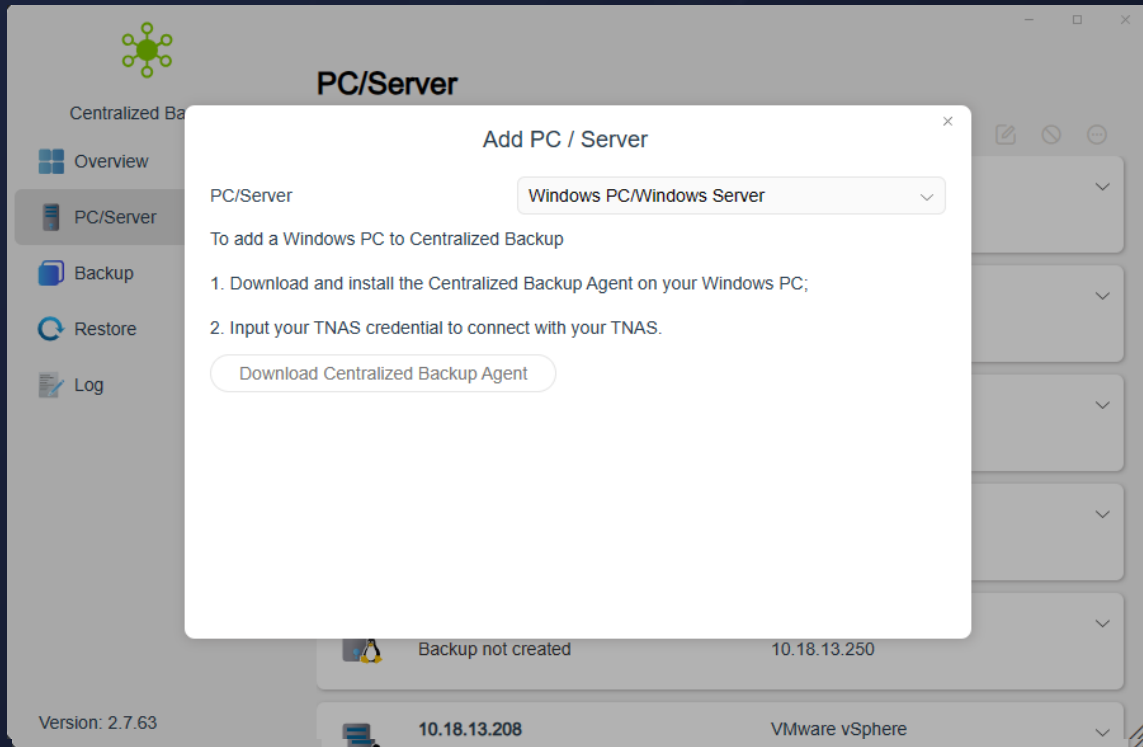 PC/Server
Centralized Ba
Overview
PC/Server
Backup
Restore
Log
Version: 2.7.63
Add PC / Server
PC/Server
Windows PC/Windows Server
To add a Windows PC to Centralized Backup
1. Download and install the Centralized Backup Agent on your Windows PC;
2. Input your TNAS credential to connect with your TNAS.
Download Centralized Backup Agent
Backup not created 10.18.13.250
10.18.13.208 VMware vSphere